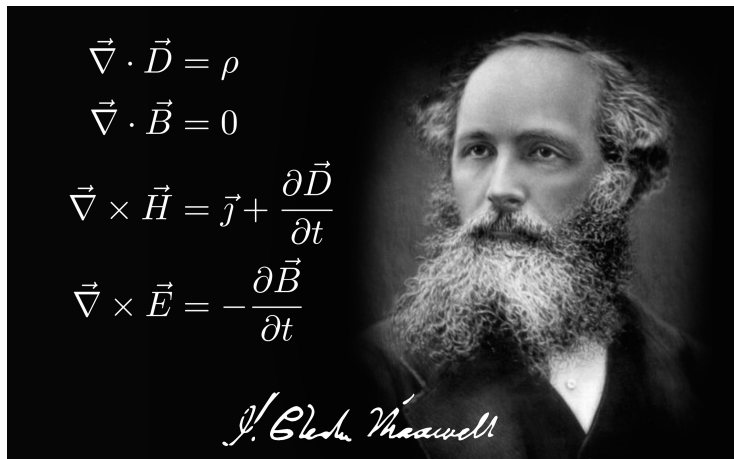 ∇⃗ · D⃗ = ρ
∇⃗ · B⃗ = 0
∇⃗ × H⃗ = ȷ⃗ + ∂D⃗/∂t
∇⃗ × E⃗ = −∂B⃗/∂t
J. Clerk Maxwell